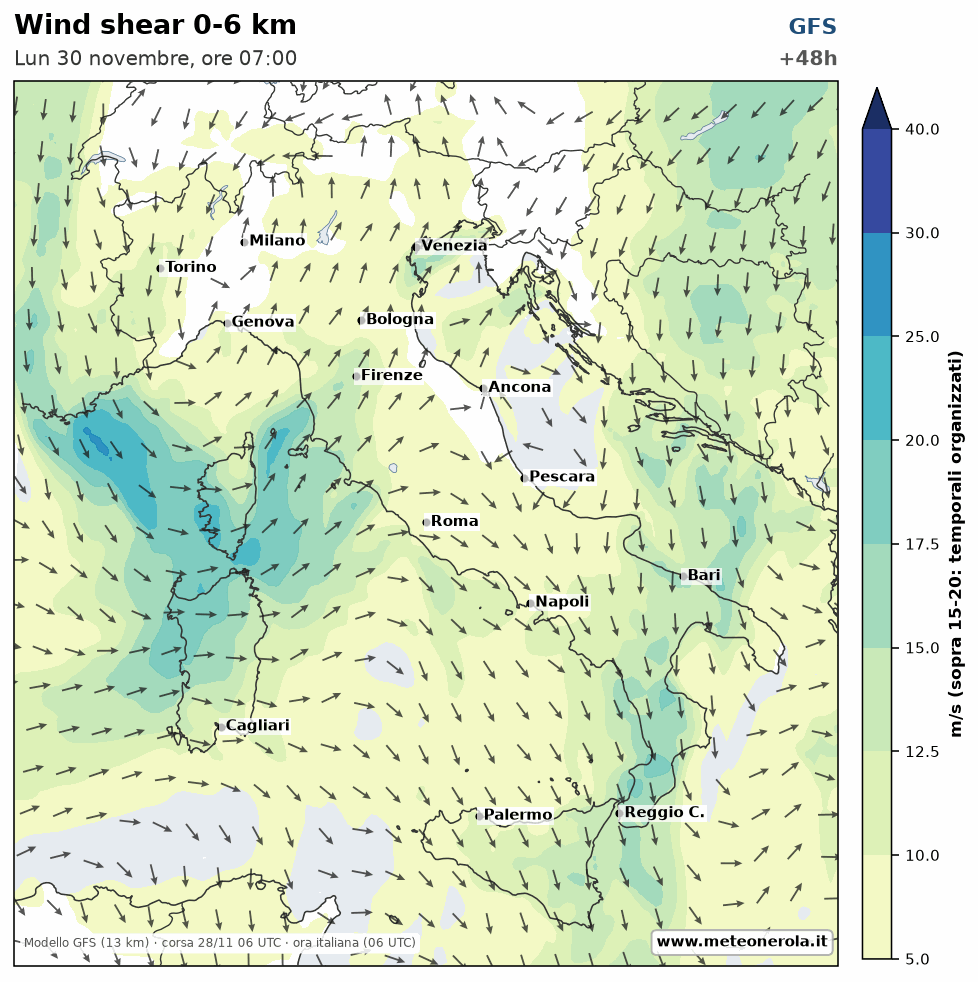 Wind shear 0-6 km
GFS
Lun 30 novembre, ore 07:00
+48h
40.0
30.0
25.0
20.0
17.5
15.0
12.5
10.0
5.0
m/s (sopra 15-20: temporali organizzati)
Milano
Venezia
Torino
Genova
Bologna
Firenze
Ancona
Pescara
Roma
Bari
Napoli
Cagliari
Palermo
Reggio C.
Modello GFS (13 km) · corsa 28/11 06 UTC · ora italiana (06 UTC)
www.meteonerola.it